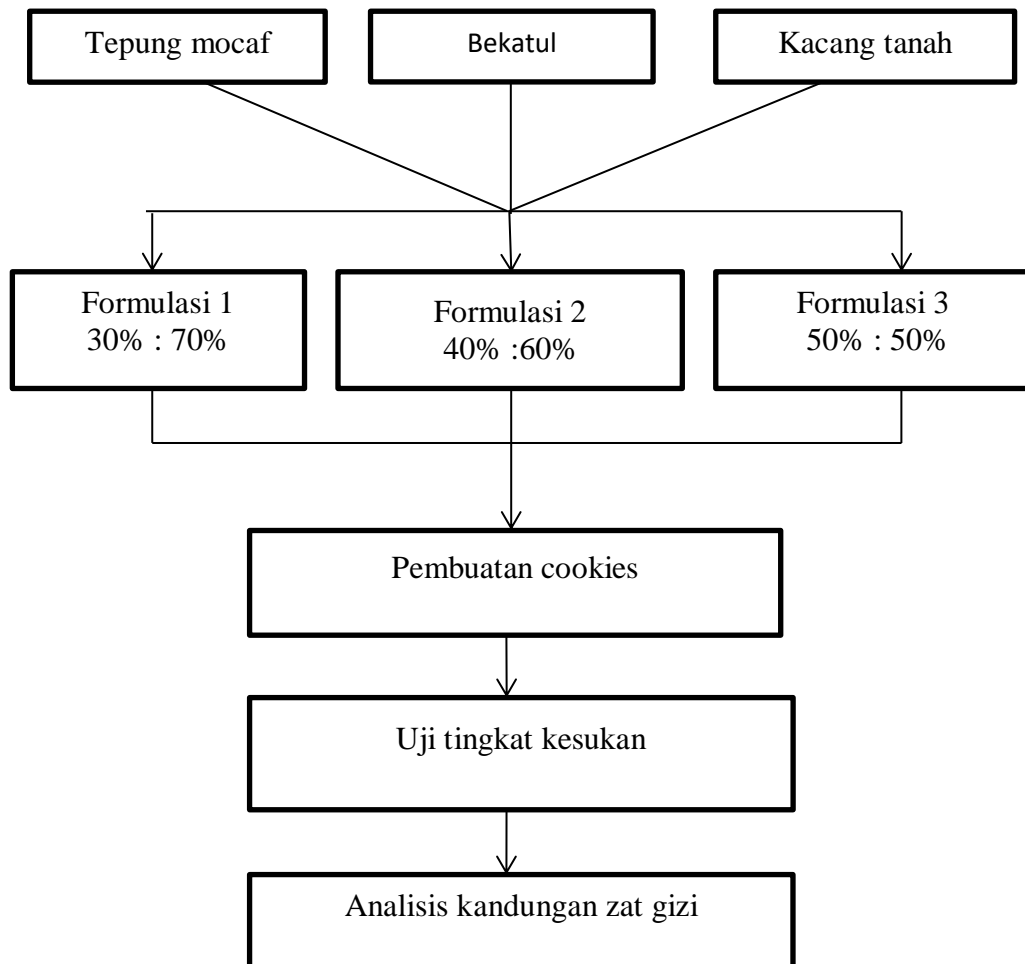 Tepung mocaf
Bekatul
Kacang tanah
Formulasi 1
30% : 70%
Formulasi 2
40% :60%
Formulasi 3
50% : 50%
Pembuatan cookies
Uji tingkat kesukan
Analisis kandungan zat gizi